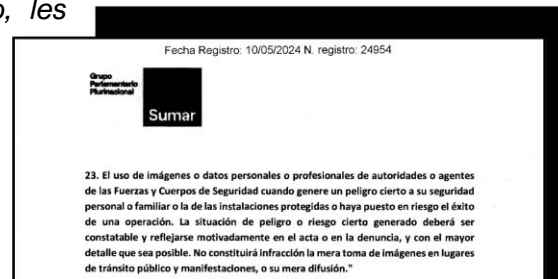 o, les
Fecha Registro: 10/05/2024 N. registro: 24954
Grupo
Parlamentario
Plurinacional
Sumar
23. El uso de imágenes o datos personales o profesionales de autoridades o agentes
de las Fuerzas y Cuerpos de Seguridad cuando genere un peligro cierto a su seguridad
personal o familiar o la de las instalaciones protegidas o haya puesto en riesgo el éxito
de una operación. La situación de peligro o riesgo cierto generado deberá ser
constatable y reflejarse motivadamente en el acta o en la denuncia, y con el mayor
detalle que sea posible. No constituirá infracción la mera toma de imágenes en lugares
de tránsito público y manifestaciones, o su mera difusión."